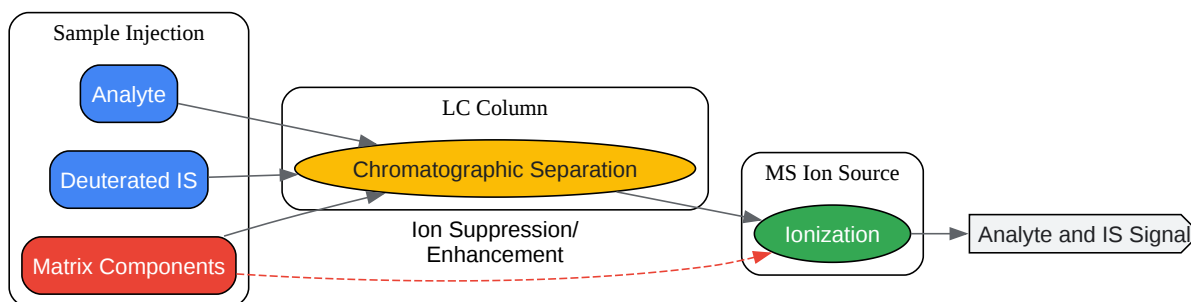 Sample Injection
Analyte
Deuterated IS
Matrix Components
LC Column
Chromatographic Separation
Ion Suppression/
Enhancement
MS Ion Source
Ionization
Analyte and IS Signal